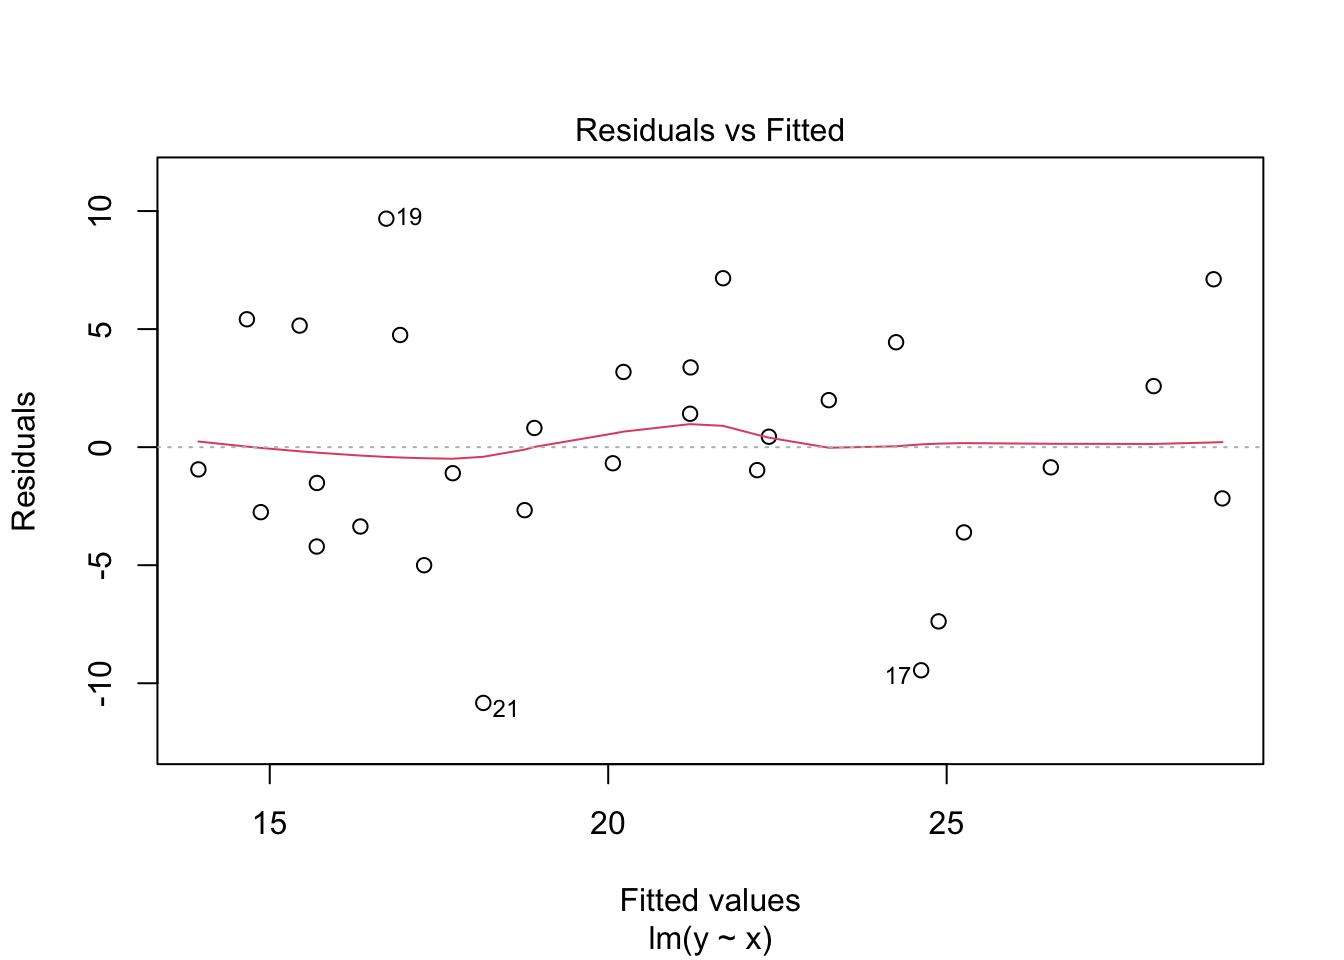 Residuals vs Fitted
Residuals
10
5
0
-5
-10
19
17
21
15
20
25
Fitted values
lm(y ~ x)